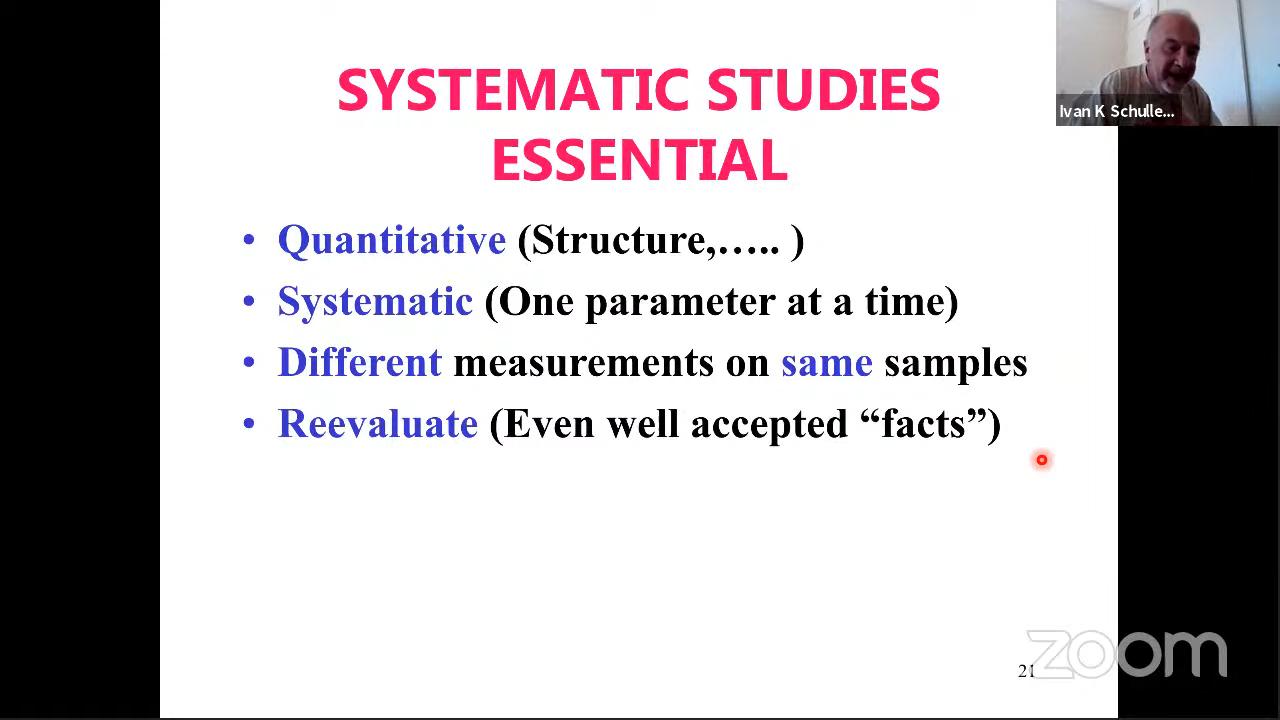 SYSTEMATIC STUDIES
ESSENTIAL
• Quantitative (Structure,….. )
• Systematic (One parameter at a time)
• Different measurements on same samples
• Reevaluate (Even well accepted “facts”)
Ivan K Schulle...
21
zoom